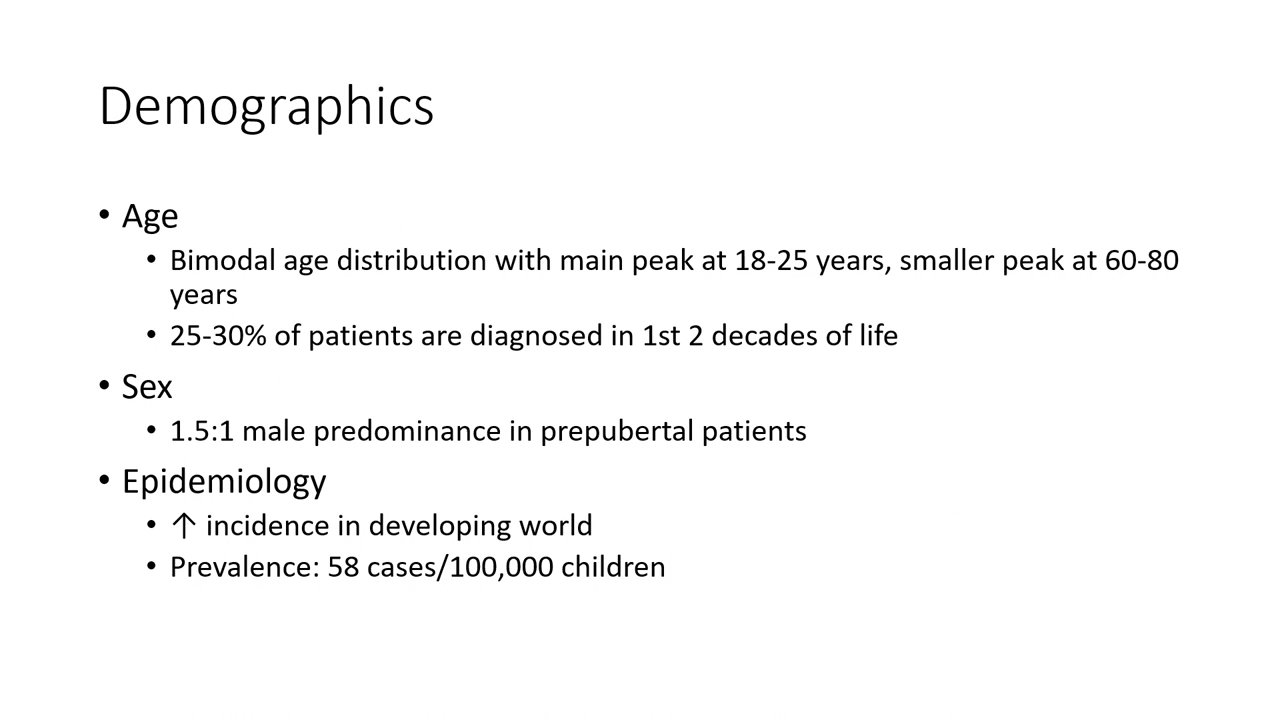 Demographics
• Age
• Bimodal age distribution with main peak at 18-25 years, smaller peak at 60-80
years
• 25-30% of patients are diagnosed in 1st 2 decades of life
• Sex
• 1.5:1 male predominance in prepubertal patients
• Epidemiology
• ↑ incidence in developing world
• Prevalence: 58 cases/100,000 children